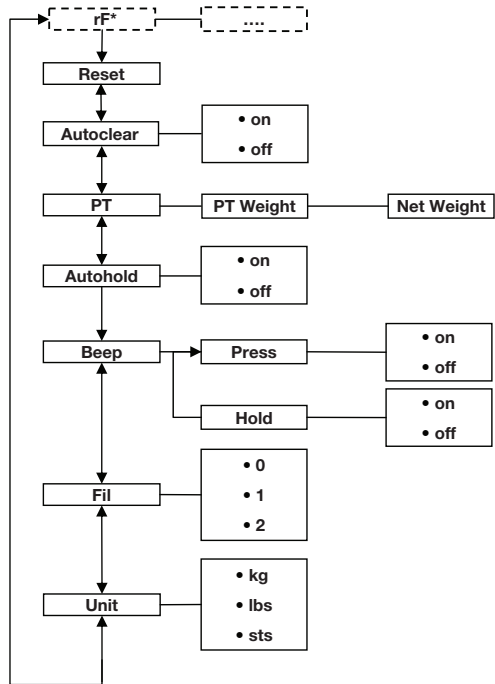 rF* ....
Reset
Autoclear
• on
• off
PT PT Weight Net Weight
Autohold
• on
• off
Beep Press
• on
• off
Hold
• on
• off
Fil
• 0
• 1
• 2
Unit
• kg
• lbs
• sts